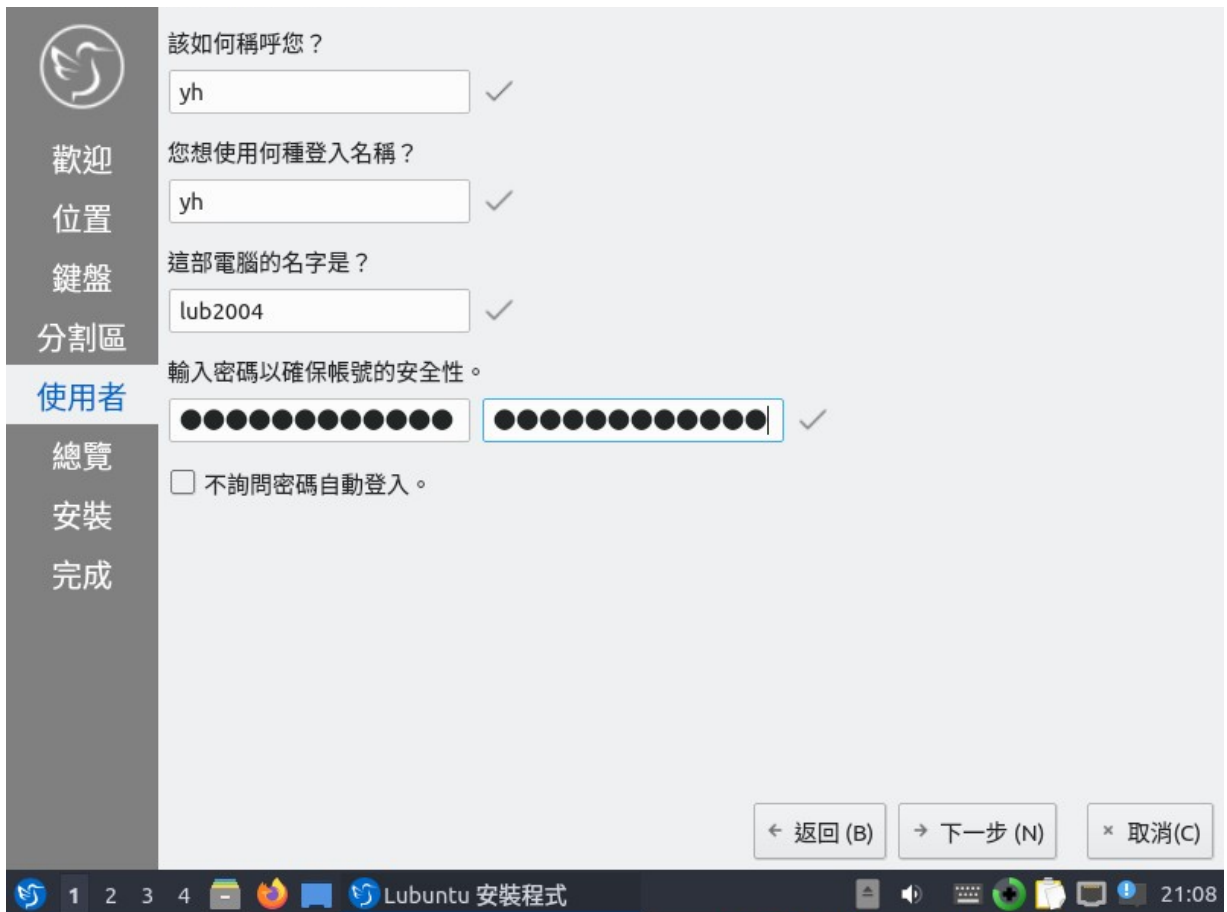 該如何稱呼您？
yh
您想使用何種登入名稱？
yh
這部電腦的名字是？
lub2004
輸入密碼以確保帳號的安全性。
●●●●●●●●●●●● ●●●●●●●●●●●●
不詢問密碼自動登入。
歡迎
位置
鍵盤
分割區
使用者
總覽
安裝
完成
返回 (B) 下一步 (N) 取消(C)
1 2 3 4 Lubuntu 安裝程式 21:08